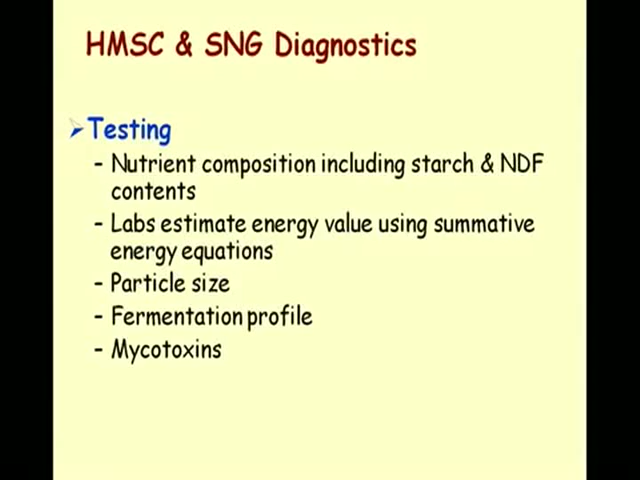 HMSC & SNG Diagnostics
➢Testing
– Nutrient composition including starch & NDF
contents
– Labs estimate energy value using summative
energy equations
– Particle size
– Fermentation profile
– Mycotoxins